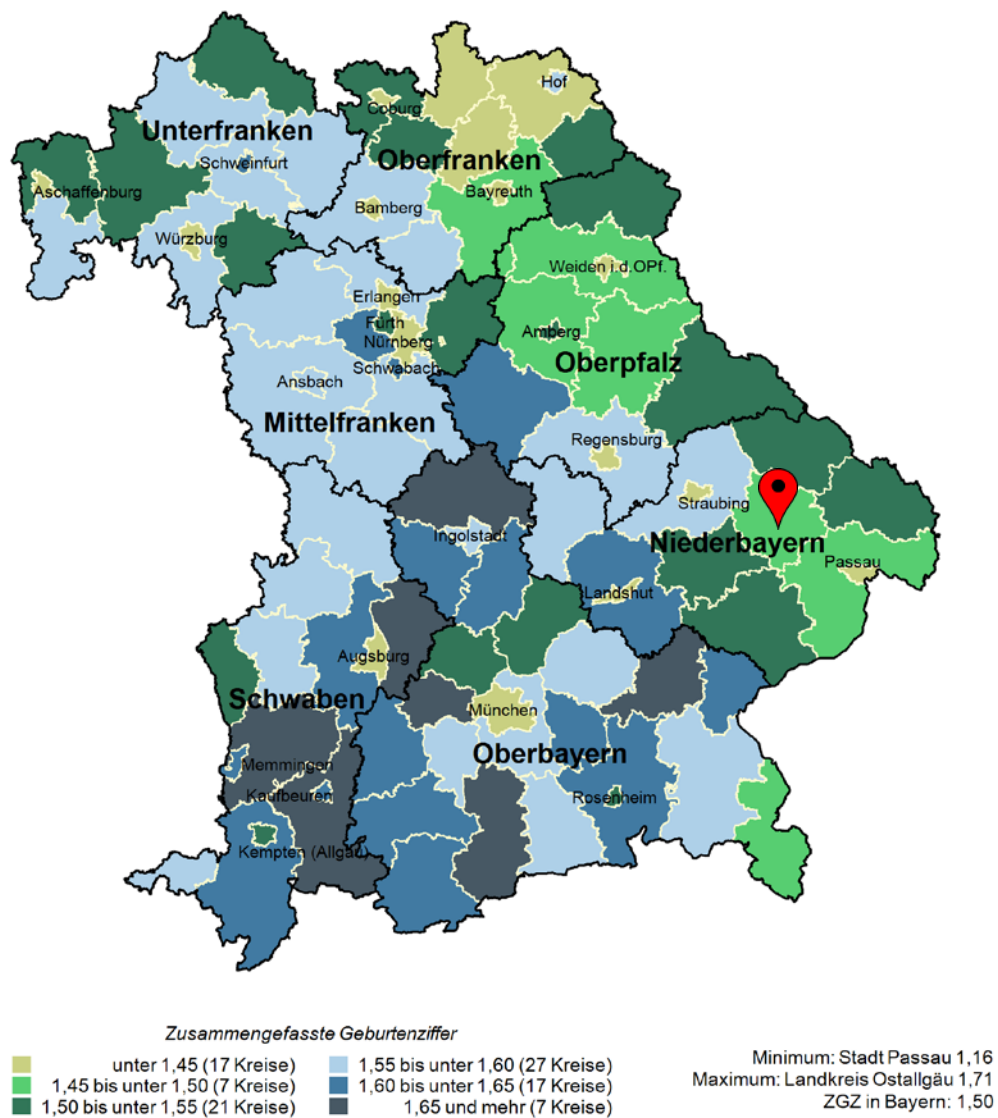 Hof
Coburg
Unterfranken
Oberfranken
Schweinfurt
Aschaffenburg
Bayreuth
Bamberg
Würzburg
Weiden i.d.OPf.
Erlangen
Fürth
Amberg
Nürnberg
Oberpfalz
Schwabach
Ansbach
Mittelfranken
Regensburg
Straubing
Ingolstadt
Niederbayern
Passau
Landshut
Augsburg
Schwaben
München
Oberbayern
Memmingen
Kaufbeuren
Rosenheim
Kempten (Allgäu)
Zusammengefasste Geburtenziffer
unter 1,45 (17 Kreise)
1,45 bis unter 1,50 (7 Kreise)
1,50 bis unter 1,55 (21 Kreise)
1,55 bis unter 1,60 (27 Kreise)
1,60 bis unter 1,65 (17 Kreise)
1,65 und mehr (7 Kreise)
Minimum: Stadt Passau 1,16
Maximum: Landkreis Ostallgäu 1,71
ZGZ in Bayern: 1,50